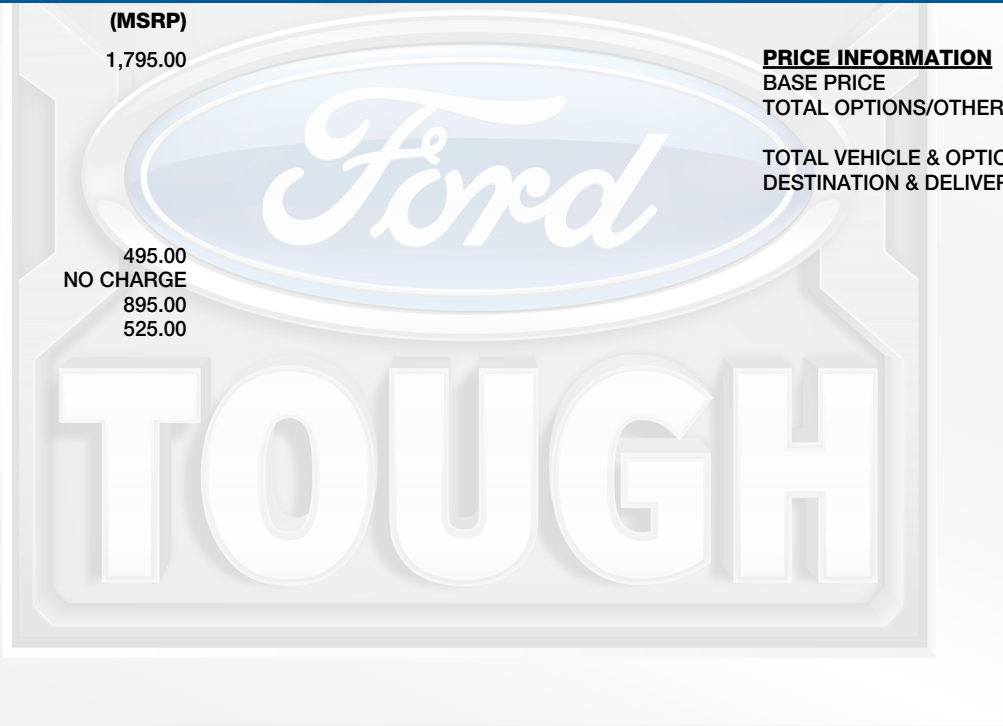 (MSRP)
1,795.00
495.00
NO CHARGE
895.00
525.00
PRICE INFORMATION
BASE PRICE
TOTAL OPTIONS/OTHER
TOTAL VEHICLE & OPTIO
DESTINATION & DELIVER
Ford
TOUGH